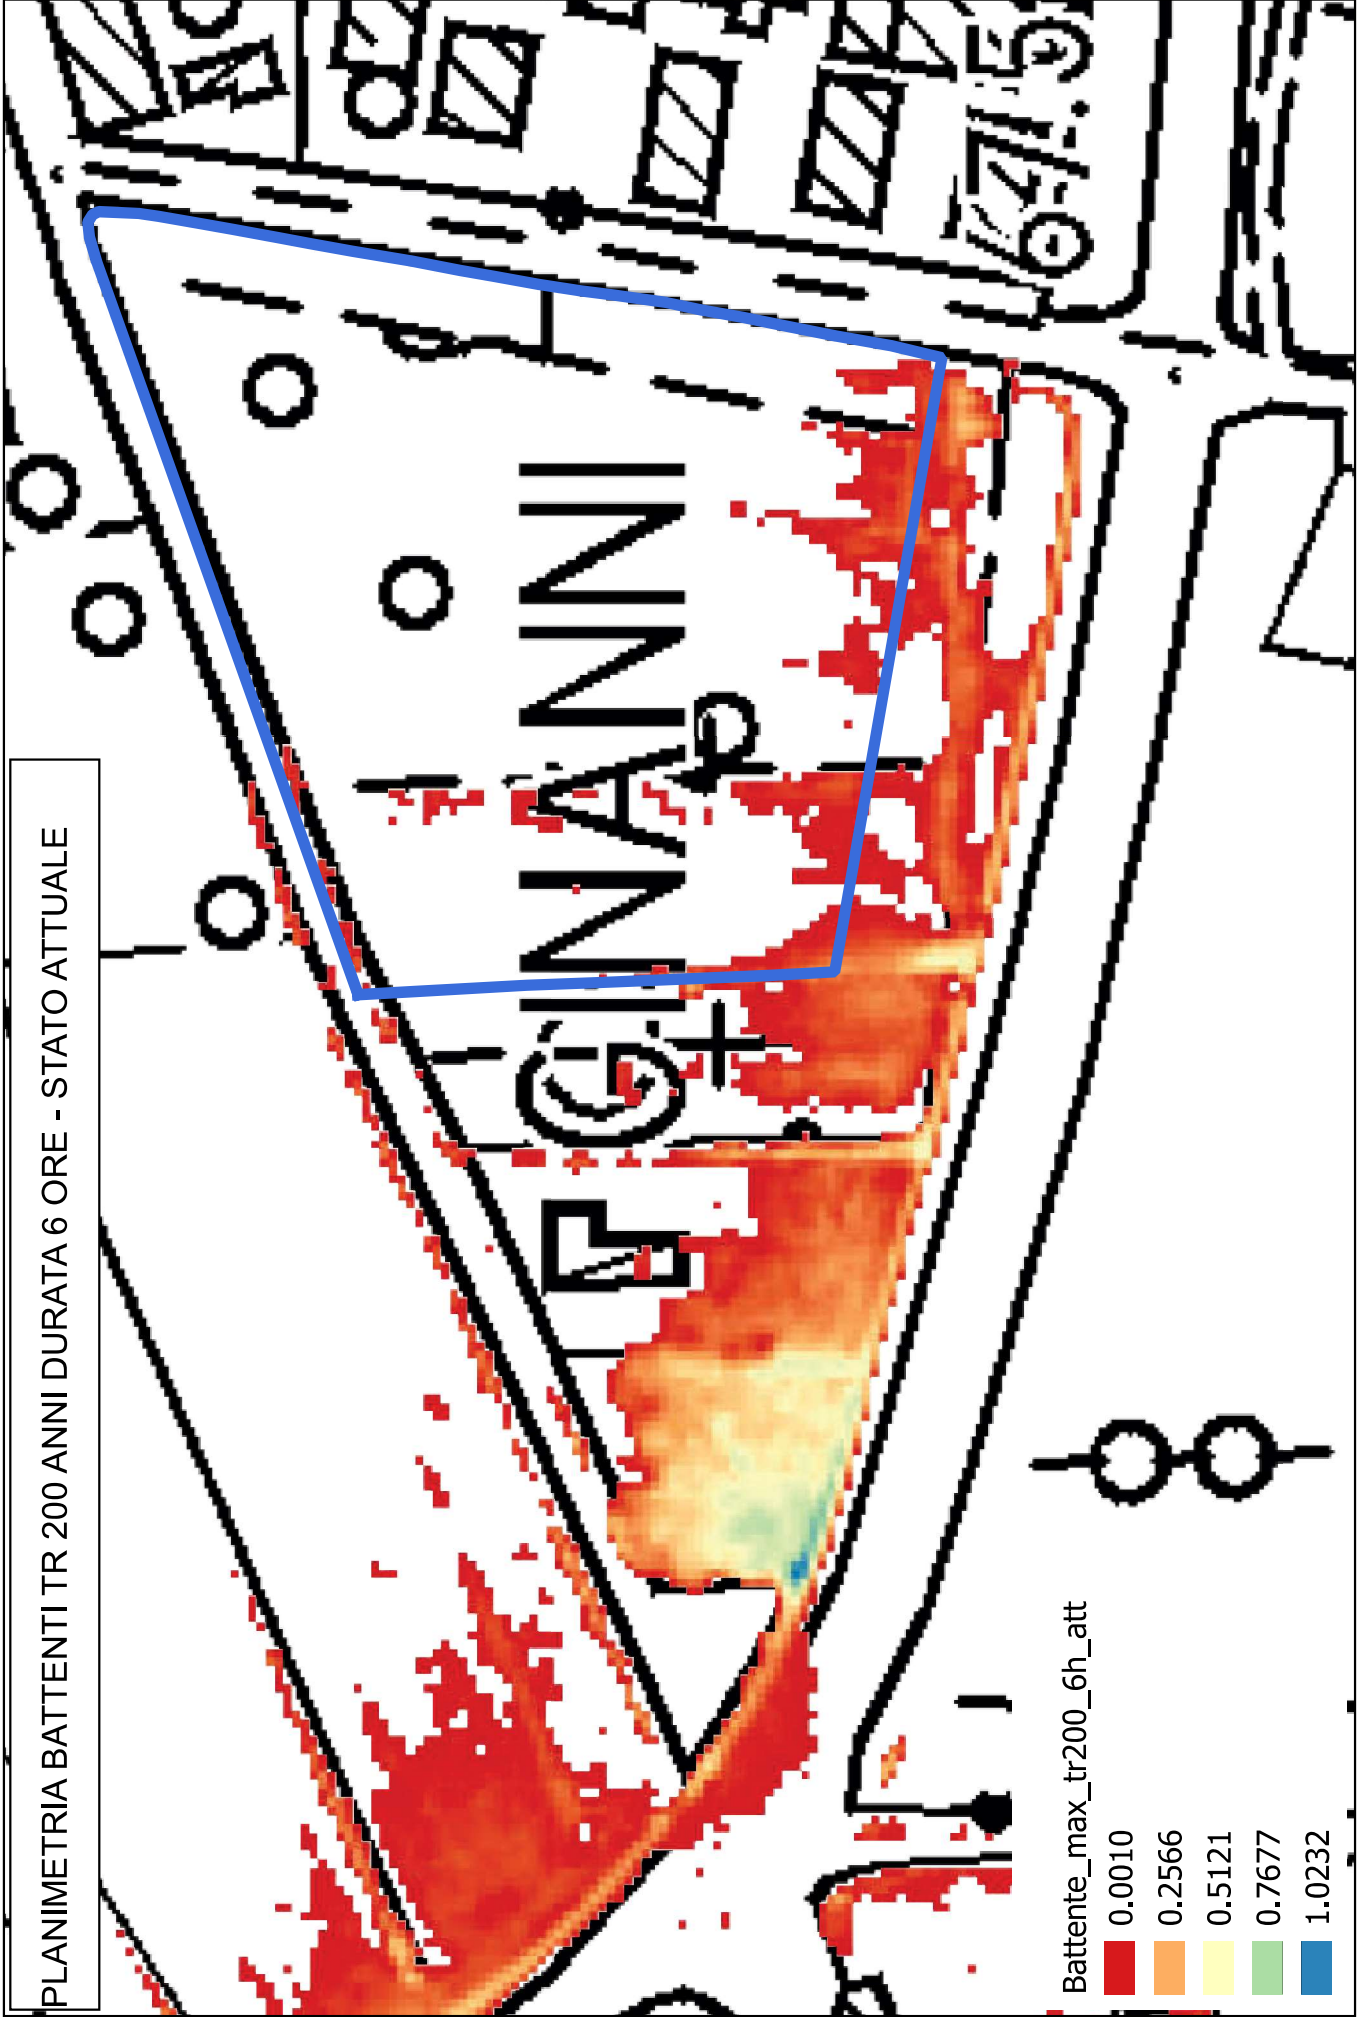 PLANIMETRIA BATTENTI TR 200 ANNI DURATA 6 ORE - STATO ATTUALE
GINANNI
Battente_max_tr200_6h_att
0.0010
0.2566
0.5121
0.7677
1.0232